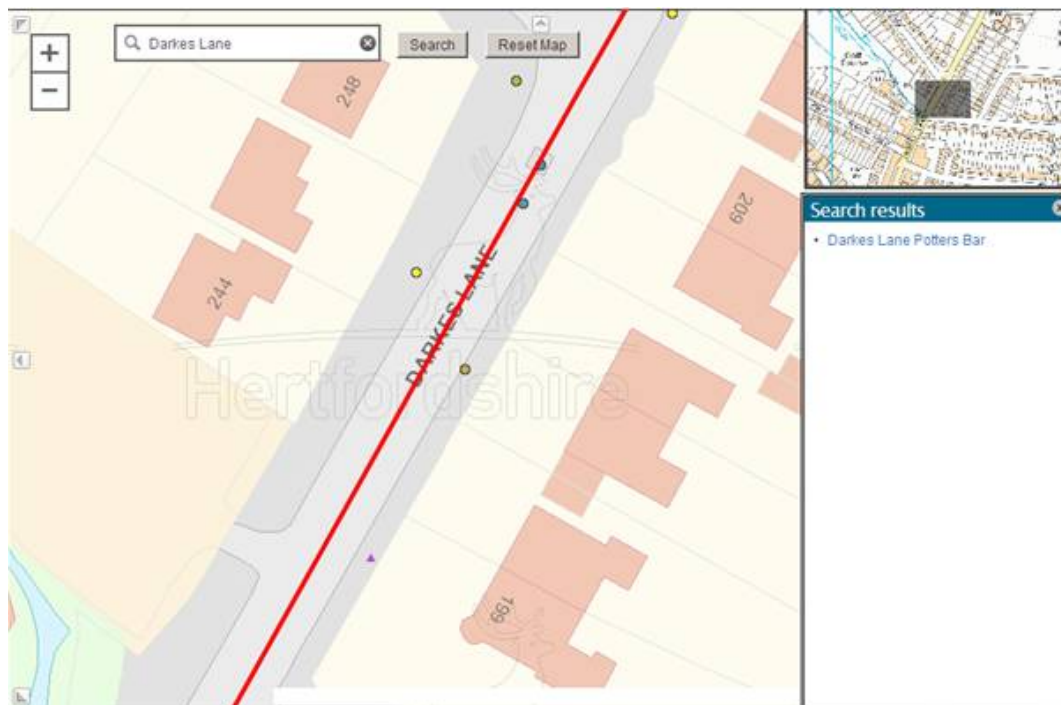 Darkes Lane
Search
Reset Map
248
209
244
DARKES LANE
Hertfordshire
199
Search results
Darkes Lane Potters Bar